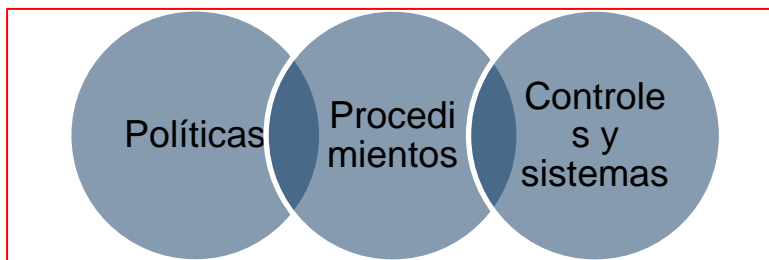 Políticas
Procedi
mientos
Controle
s y
sistemas